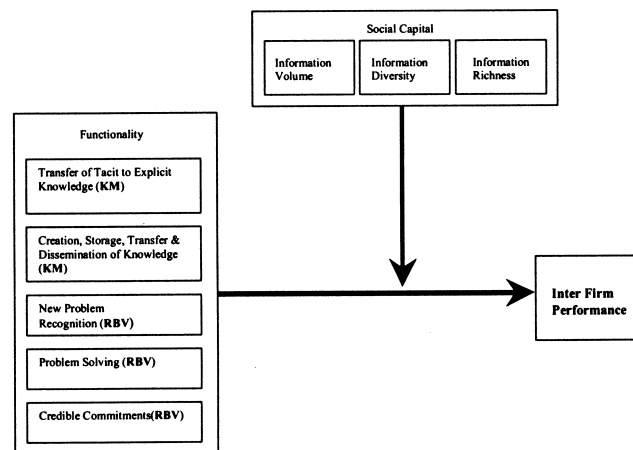 Social Capital
Information
Volume
Information
Diversity
Information
Richness
Functionality
Transfer of Tacit to Explicit
Knowledge (KM)
Creation, Storage, Transfer &
Dissemination of Knowledge
(KM)
New Problem
Recognition (RBV)
Problem Solving (RBV)
Credible Commitments(RBV)
Inter Firm
Performance